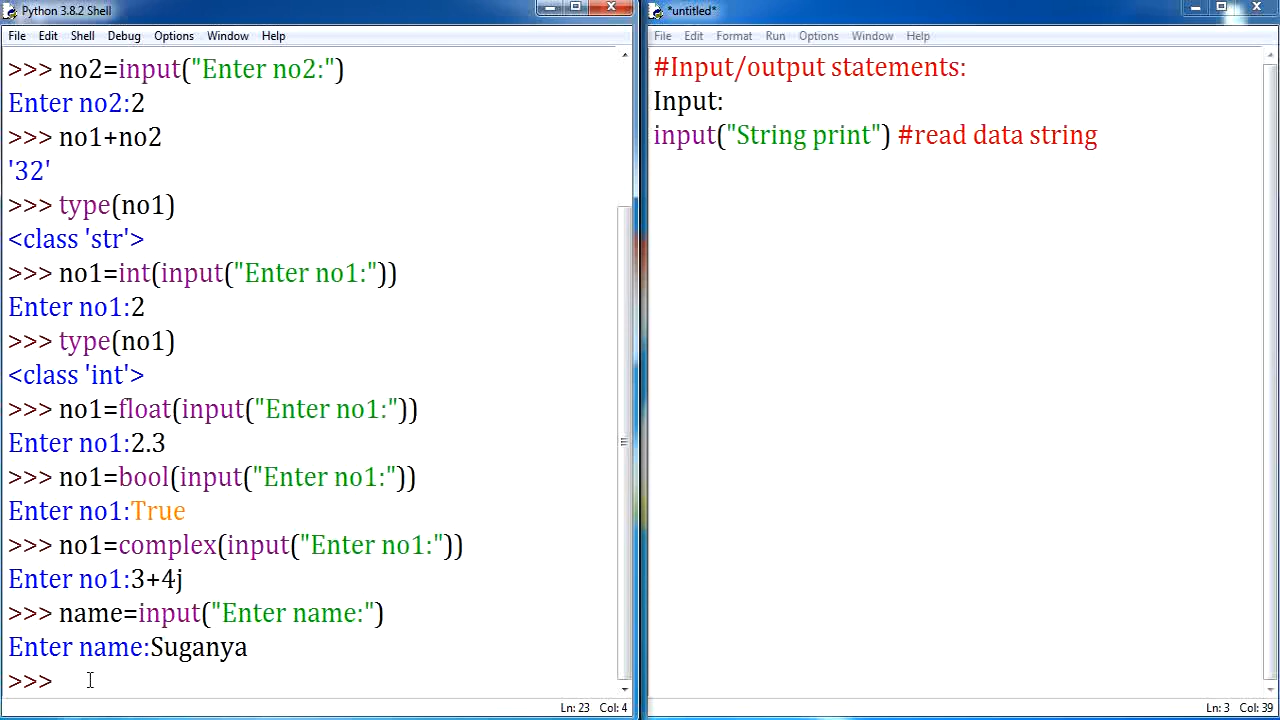 Python 3.8.2 Shell
File Edit Shell Debug Options Window Help
>>> no2=input("Enter no2:")
Enter no2:2
>>> no1+no2
'32'
>>> type(no1)
<class 'str'>
>>> no1=int(input("Enter no1:"))
Enter no1:2
>>> type(no1)
<class 'int'>
>>> no1=float(input("Enter no1:"))
Enter no1:2.3
>>> no1=bool(input("Enter no1:"))
Enter no1:True
>>> no1=complex(input("Enter no1:"))
Enter no1:3+4j
>>> name=input("Enter name:")
Enter name:Suganya
>>>
Ln: 23 Col: 4
*untitled*
File Edit Format Run Options Window Help
#Input/output statements:
Input:
input("String print") #read data string
Ln: 3 Col: 39